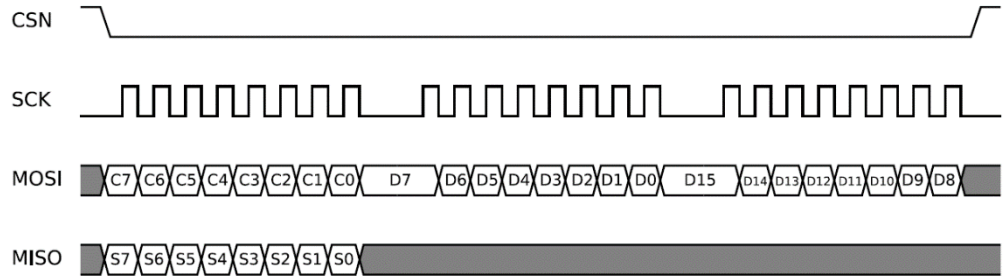 CSN
SCK
MOSI C7 C6 C5 C4 C3 C2 C1 C0 D7 D6 D5 D4 D3 D2 D1 D0 D15 D14 D13 D12 D11 D10 D9 D8
MISO S7 S6 S5 S4 S3 S2 S1 S0